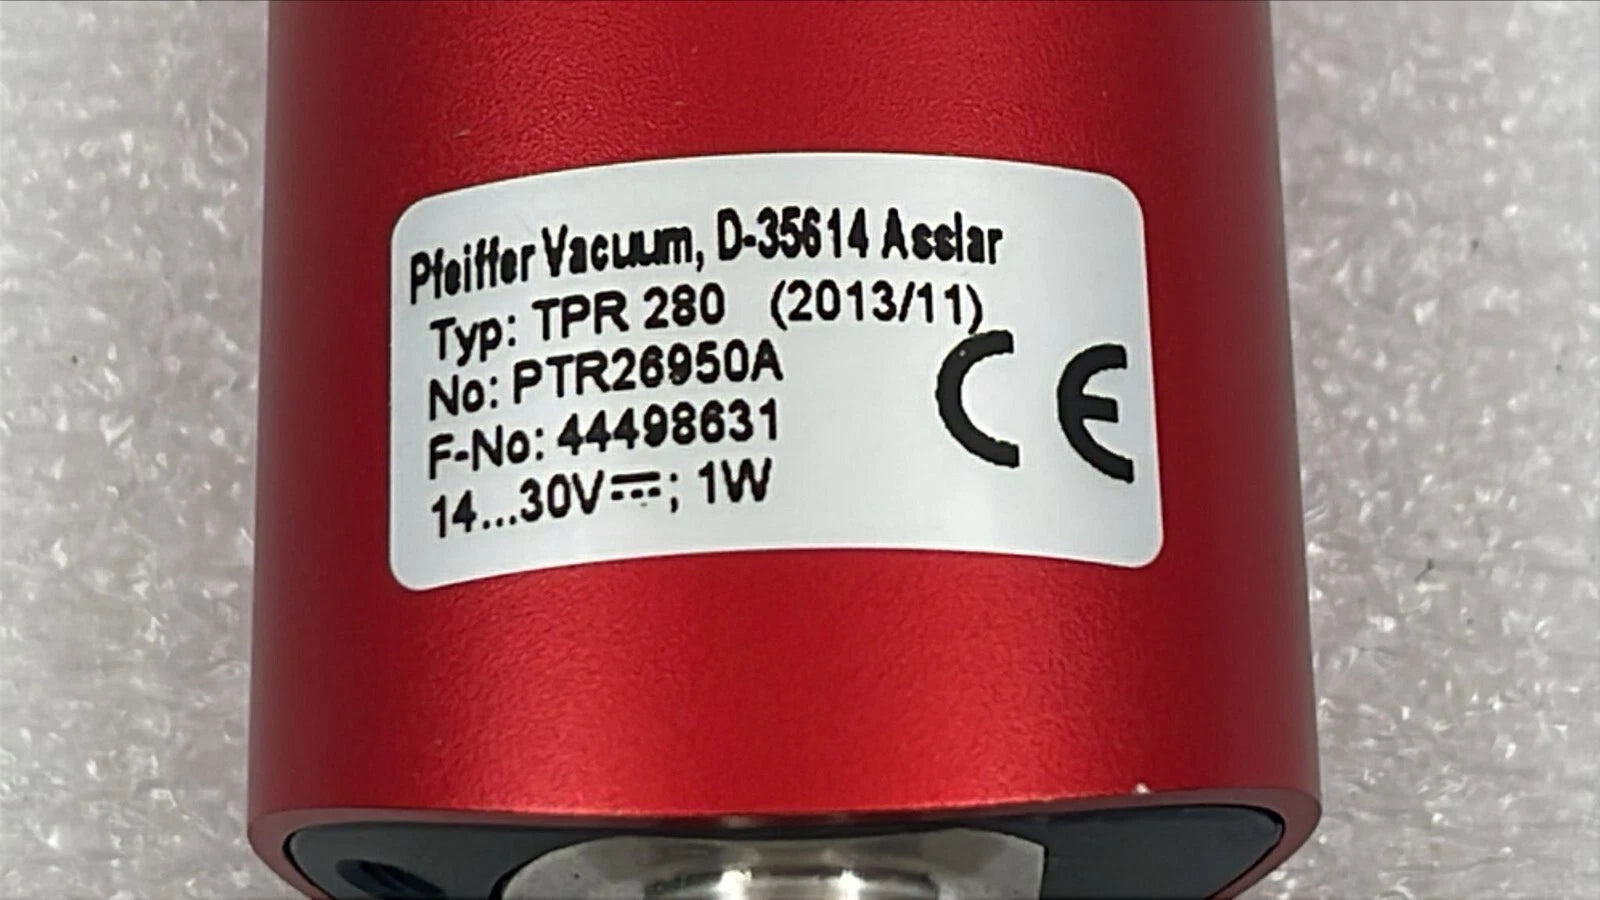 Pfeiffer Vacuum, D-35614 Asslar
Typ: TPR 280 (2013/11)
No: PTR26950A
F-No: 44498631
14...30V⎓; 1W
CE